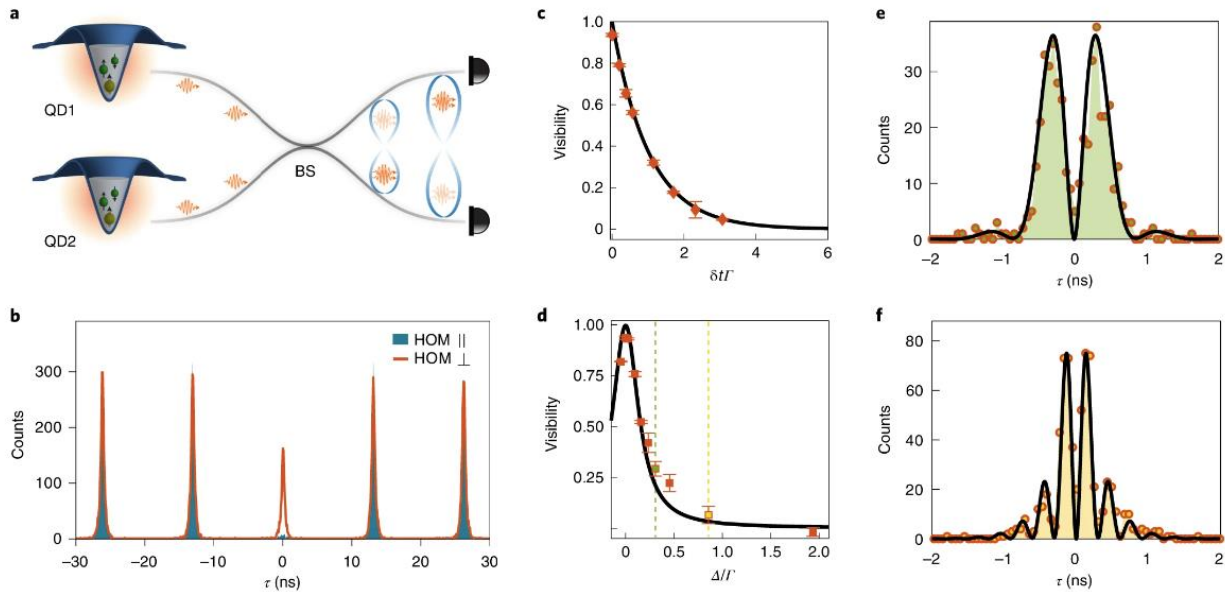 a
QD1
QD2
BS
b
HOM ||
HOM ⊥
Counts
300
200
100
0
−30
−20
−10
0
10
20
30
τ (ns)
c
Visibility
1.0
0.8
0.6
0.4
0.2
0
0
2
4
6
δtΓ
d
Visibility
1.00
0.75
0.50
0.25
0
0.5
1.0
1.5
2.0
Δ/Γ
e
Counts
30
20
10
0
−2
−1
0
1
2
τ (ns)
f
Counts
80
60
40
20
0
−2
−1
0
1
2
τ (ns)